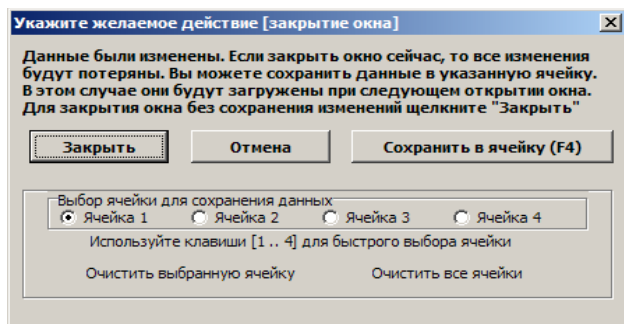 Укажите желаемое действие [закрытие окна]
Данные были изменены. Если закрыть окно сейчас, то все изменения
будут потеряны. Вы можете сохранить данные в указанную ячейку.
В этом случае они будут загружены при следующем открытии окна.
Для закрытия окна без сохранения изменений щелкните "Закрыть"
Закрыть Отмена Сохранить в ячейку (F4)
Выбор ячейки для сохранения данных
Ячейка 1 Ячейка 2 Ячейка 3 Ячейка 4
Используйте клавиши [1 .. 4] для быстрого выбора ячейки
Очистить выбранную ячейку Очистить все ячейки